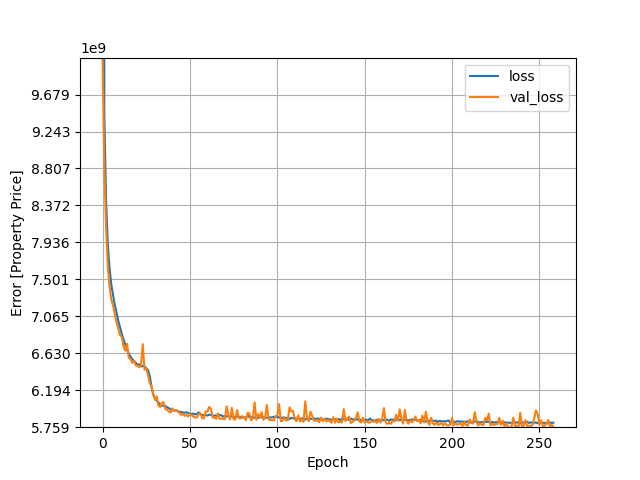 1e9
loss
val_loss
9.679
9.243
8.807
8.372
7.936
7.501
7.065
6.630
6.194
5.759
Error [Property Price]
0 50 100 150 200 250
Epoch